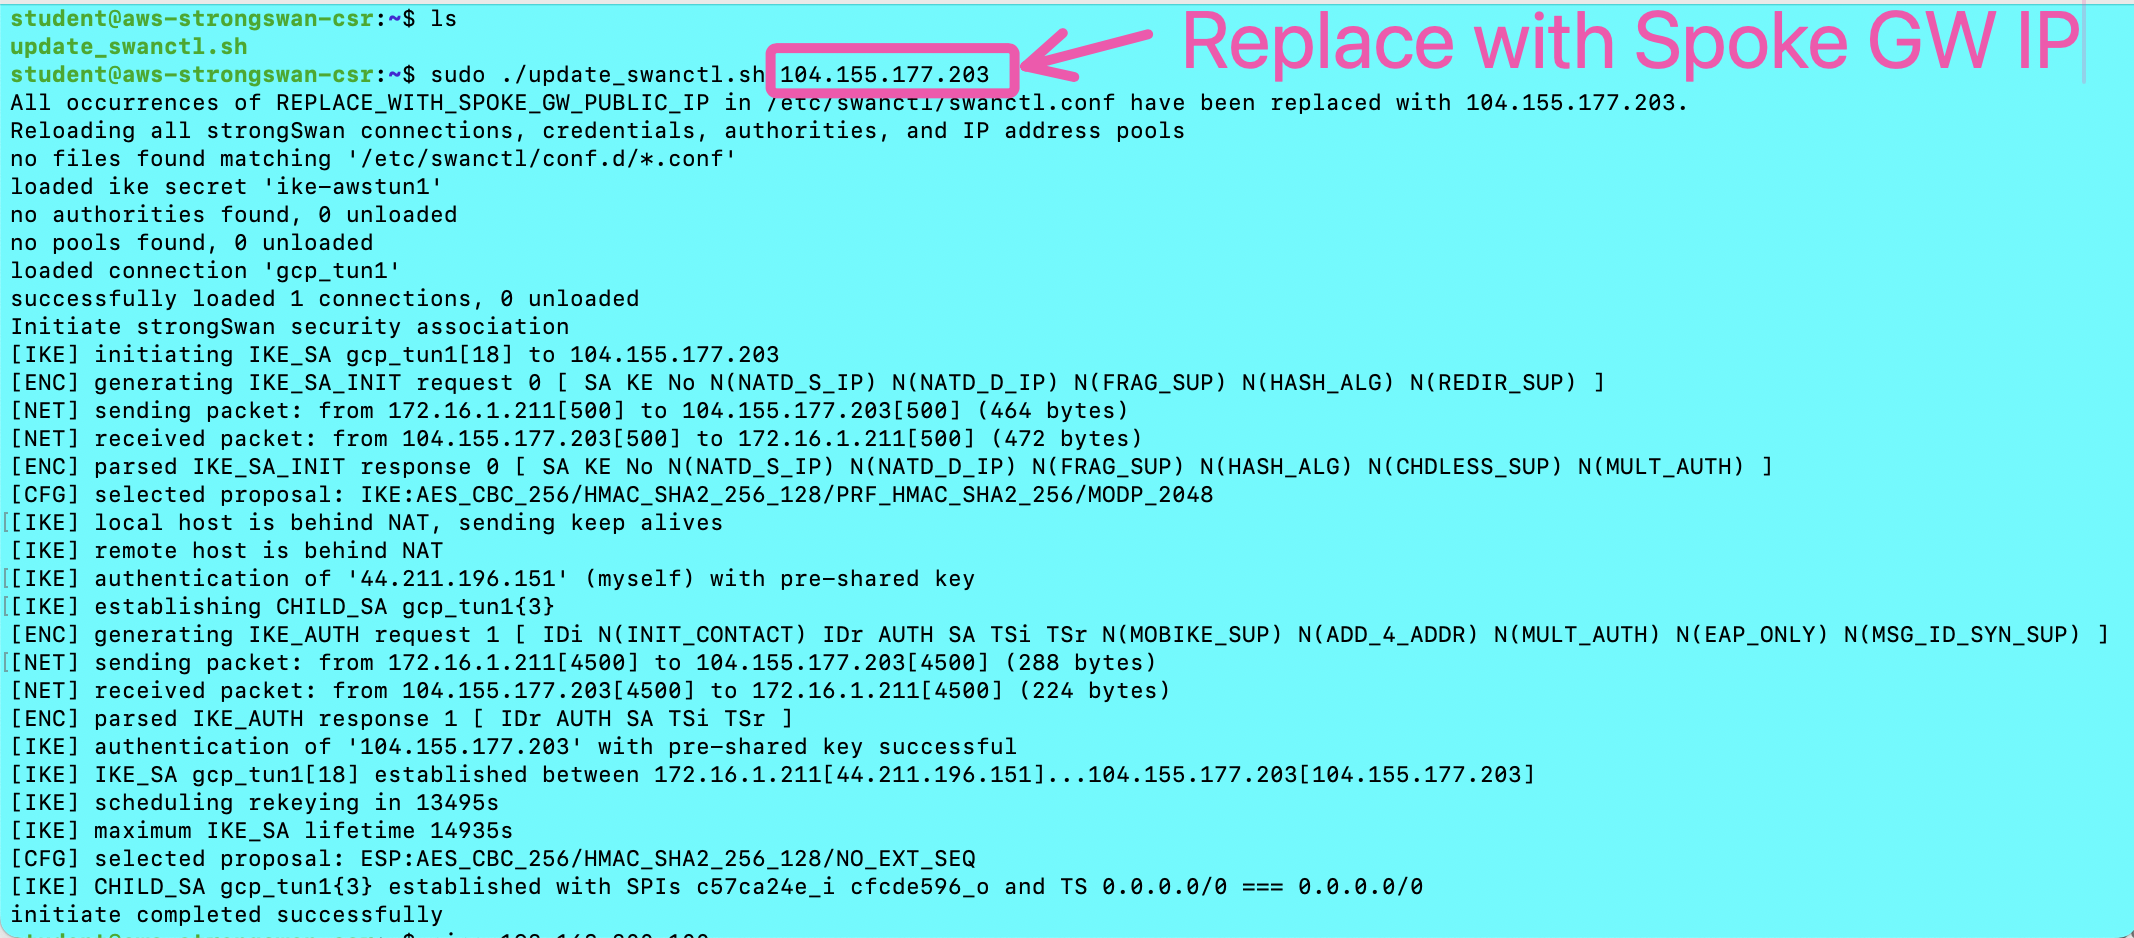 student@aws-strongswan-csr:~$ ls
Replace with Spoke GW IP
update_swanctl.sh
student@aws-strongswan-csr:~$ sudo ./update_swanctl.sh 104.155.177.203
All occurrences of REPLACE_WITH_SPOKE_GW_PUBLIC_IP in /etc/swanctl/swanctl.conf have been replaced with 104.155.177.203.
Reloading all strongSwan connections, credentials, authorities, and IP address pools
no files found matching '/etc/swanctl/conf.d/*.conf'
loaded ike secret 'ike-awstun1'
no authorities found, 0 unloaded
no pools found, 0 unloaded
loaded connection 'gcp_tun1'
successfully loaded 1 connections, 0 unloaded
Initiate strongSwan security association
[IKE] initiating IKE_SA gcp_tun1[18] to 104.155.177.203
[ENC] generating IKE_SA_INIT request 0 [ SA KE No N(NATD_S_IP) N(NATD_D_IP) N(FRAG_SUP) N(HASH_ALG) N(REDIR_SUP) ]
[NET] sending packet: from 172.16.1.211[500] to 104.155.177.203[500] (464 bytes)
[NET] received packet: from 104.155.177.203[500] to 172.16.1.211[500] (472 bytes)
[ENC] parsed IKE_SA_INIT response 0 [ SA KE No N(NATD_S_IP) N(NATD_D_IP) N(FRAG_SUP) N(HASH_ALG) N(CHDLESS_SUP) N(MULT_AUTH) ]
[CFG] selected proposal: IKE:AES_CBC_256/HMAC_SHA2_256_128/PRF_HMAC_SHA2_256/MODP_2048
[IKE] local host is behind NAT, sending keep alives
[IKE] remote host is behind NAT
[IKE] authentication of '44.211.196.151' (myself) with pre-shared key
[IKE] establishing CHILD_SA gcp_tun1{3}
[ENC] generating IKE_AUTH request 1 [ IDi N(INIT_CONTACT) IDr AUTH SA TSi TSr N(MOBIKE_SUP) N(ADD_4_ADDR) N(MULT_AUTH) N(EAP_ONLY) N(MSG_ID_SYN_SUP) ]
[NET] sending packet: from 172.16.1.211[4500] to 104.155.177.203[4500] (288 bytes)
[NET] received packet: from 104.155.177.203[4500] to 172.16.1.211[4500] (224 bytes)
[ENC] parsed IKE_AUTH response 1 [ IDr AUTH SA TSi TSr ]
[IKE] authentication of '104.155.177.203' with pre-shared key successful
[IKE] IKE_SA gcp_tun1[18] established between 172.16.1.211[44.211.196.151]...104.155.177.203[104.155.177.203]
[IKE] scheduling rekeying in 13495s
[IKE] maximum IKE_SA lifetime 14935s
[CFG] selected proposal: ESP:AES_CBC_256/HMAC_SHA2_256_128/NO_EXT_SEQ
[IKE] CHILD_SA gcp_tun1{3} established with SPIs c57ca24e_i cfcde596_o and TS 0.0.0.0/0 === 0.0.0.0/0
initiate completed successfully